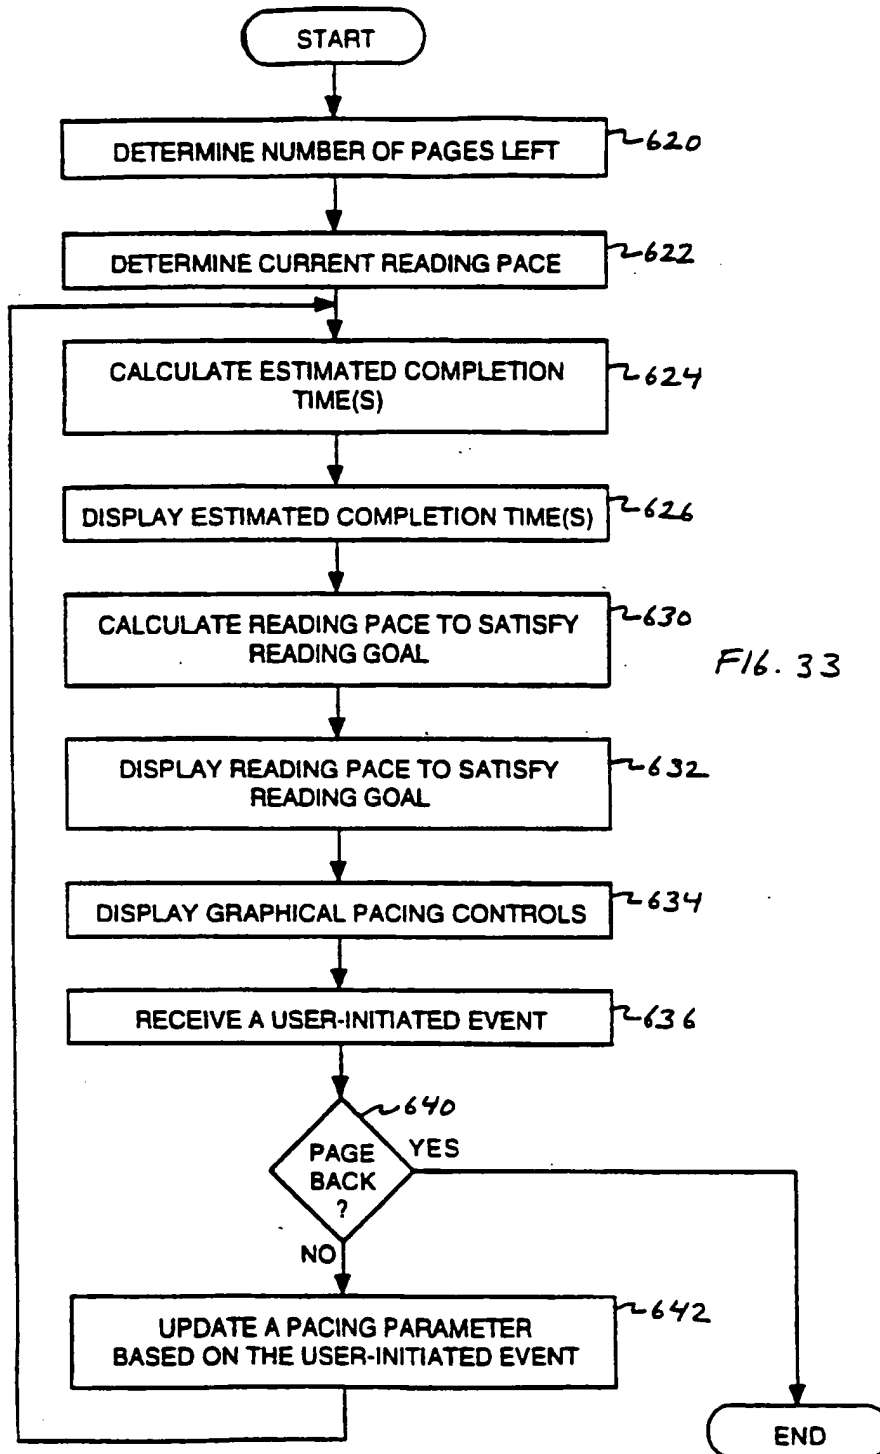 START
DETERMINE NUMBER OF PAGES LEFT
620
DETERMINE CURRENT READING PACE
622
CALCULATE ESTIMATED COMPLETION
TIME(S)
624
DISPLAY ESTIMATED COMPLETION TIME(S)
626
CALCULATE READING PACE TO SATISFY
READING GOAL
630
FIG. 33
DISPLAY READING PACE TO SATISFY
READING GOAL
632
DISPLAY GRAPHICAL PACING CONTROLS
634
RECEIVE A USER-INITIATED EVENT
636
640
PAGE
BACK
?
YES
NO
UPDATE A PACING PARAMETER
BASED ON THE USER-INITIATED EVENT
642
END